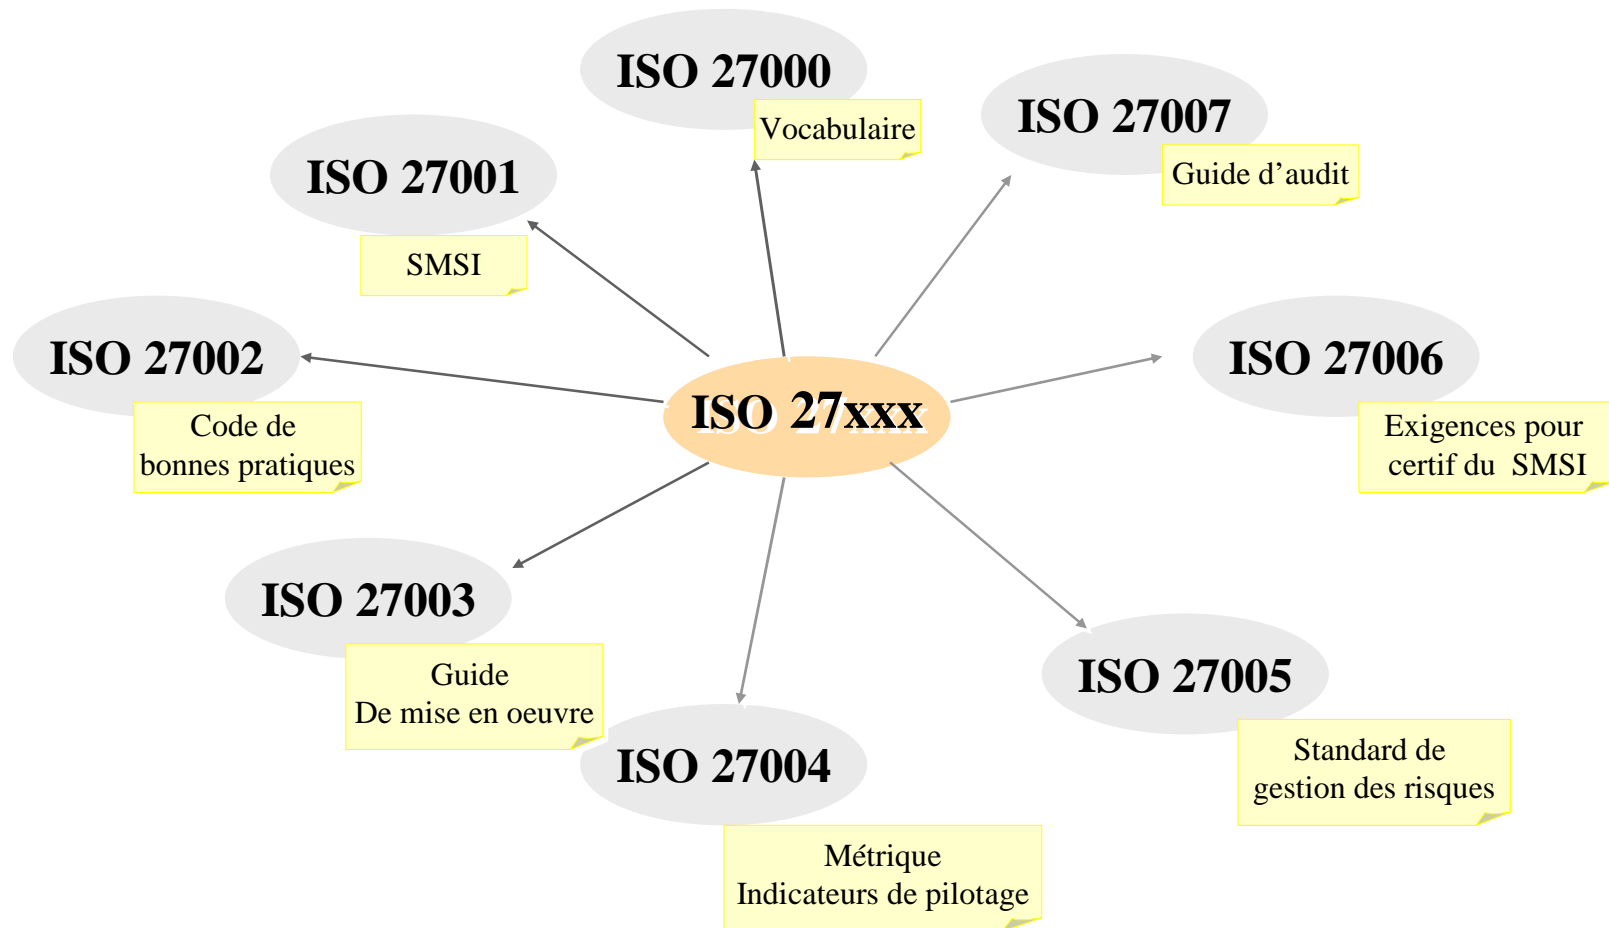 ISO 27000
Vocabulaire
ISO 27007
Guide d’audit
ISO 27001
SMSI
ISO 27002
Code de
bonnes pratiques
ISO 27xxx
ISO 27006
Exigences pour
certif du  SMSI
ISO 27003
Guide
De mise en oeuvre
ISO 27004
Métrique
Indicateurs de pilotage
ISO 27005
Standard de
gestion des risques